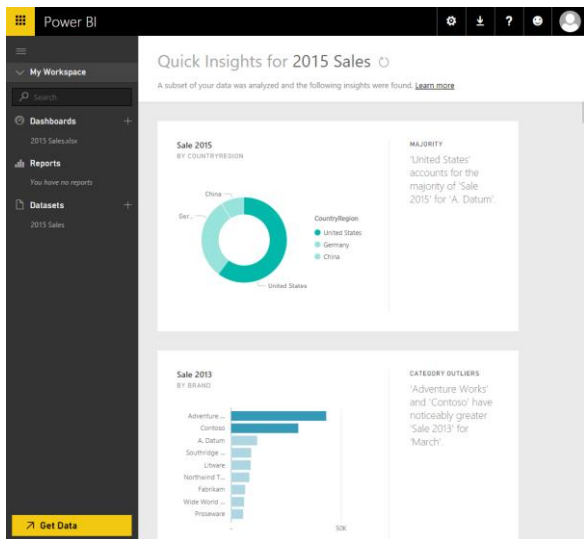 Power BI
?
My Workspace
Search
Dashboards +
2015 Sales.xlsx
Reports
You have no reports
Datasets +
2015 Sales
Get Data
Quick Insights for 2015 Sales
A subset of your data was analyzed and the following insights were found. Learn more
Sale 2015
BY COUNTRYREGION
China
Ger...
United States
CountryRegion
United States
Germany
China
MAJORITY
'United States'
accounts for the
majority of 'Sale
2015' for 'A. Datum'.
Sale 2013
BY BRAND
Adventure ...
Contoso
A. Datum
Southridge ...
Litware
Northwind T...
Fabrikam
Wide World ...
Proseware
50K
CATEGORY OUTLIERS
'Adventure Works'
and 'Contoso' have
noticeably greater
'Sale 2013' for
'March'.